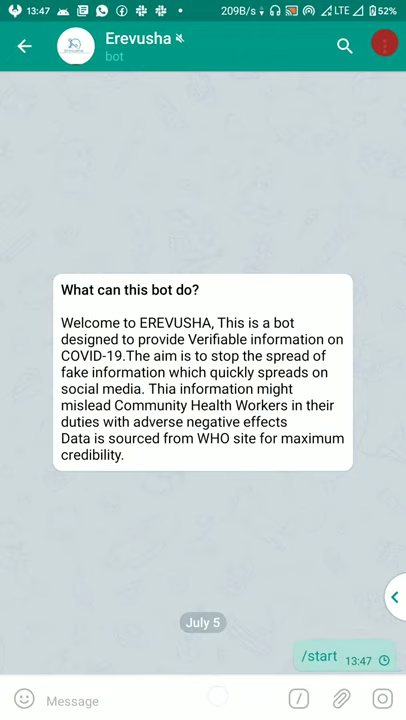 13:47 209B/s LTE 52%
Erevusha
bot
What can this bot do?
Welcome to EREVUSHA, This is a bot
designed to provide Verifiable information on
COVID-19.The aim is to stop the spread of
fake information which quickly spreads on
social media. Thia information might
mislead Community Health Workers in their
duties with adverse negative effects
Data is sourced from WHO site for maximum
credibility.
July 5
/start 13:47
Message